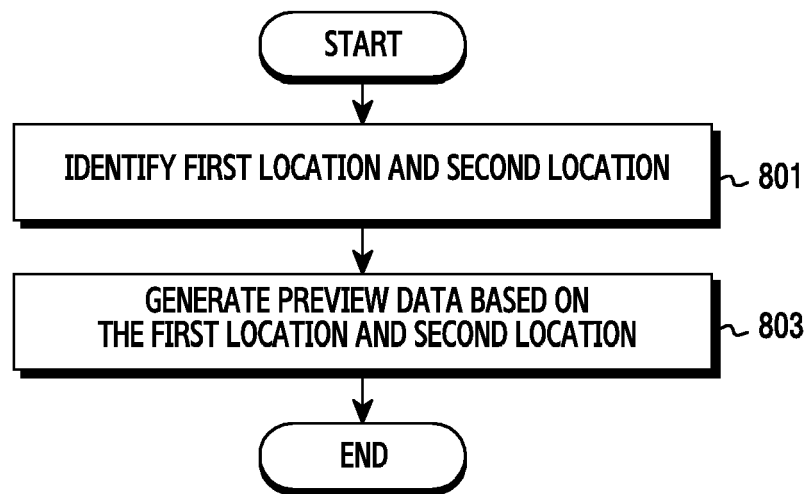 START
IDENTIFY FIRST LOCATION AND SECOND LOCATION
801
GENERATE PREVIEW DATA BASED ON
THE FIRST LOCATION AND SECOND LOCATION
803
END